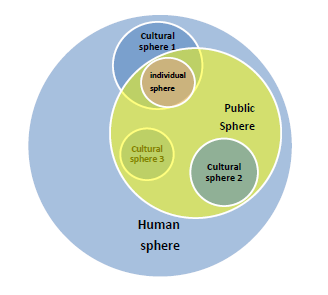 Cultural
sphere 1
individual
sphere
Public
Sphere
Cultural
sphere 3
Cultural
sphere 2
Human
sphere